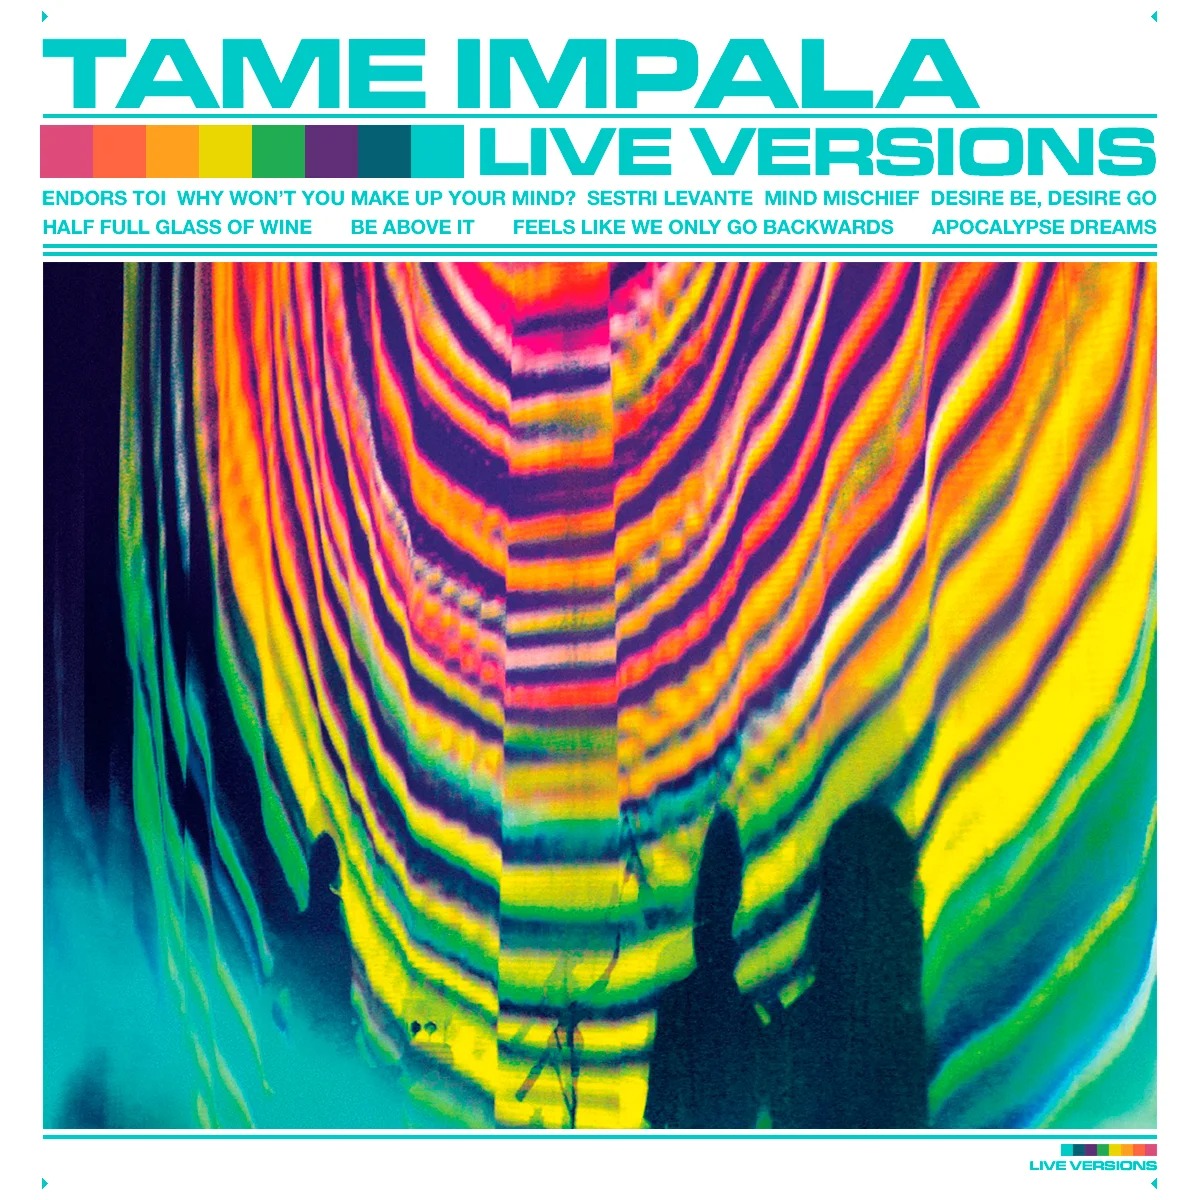 TAME IMPALA
LIVE VERSIONS
ENDORS TOI WHY WON'T YOU MAKE UP YOUR MIND? SESTRI LEVANTE MIND MISCHIEF DESIRE BE, DESIRE GO
HALF FULL GLASS OF WINE BE ABOVE IT FEELS LIKE WE ONLY GO BACKWARDS APOCALYPSE DREAMS
LIVE VERSIONS